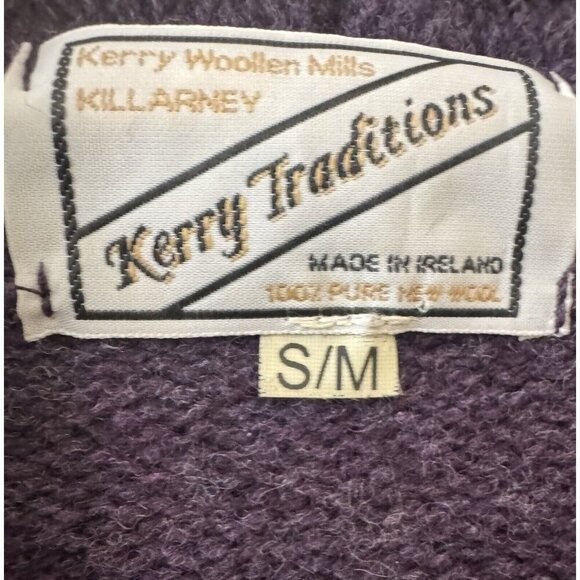 Kerry Woollen Mills
KILLARNEY
Kerry Traditions
MADE IN IRELAND
100% PURE NEW WOOL
S/M